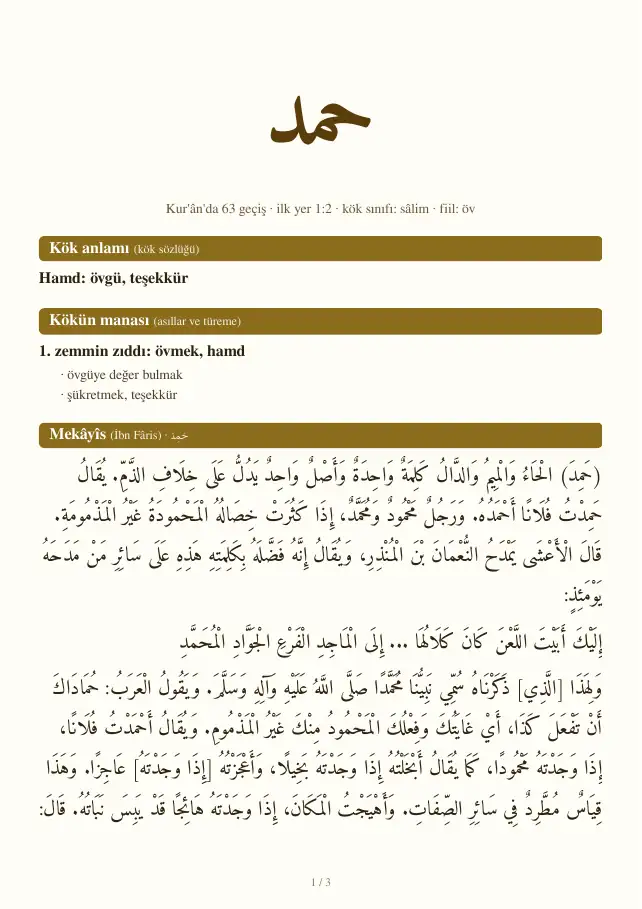 حمد
Kur'ân'da 63 geçiş · ilk yer 1:2 · kök sınıfı: sâlim · fiil: öv
Kök anlamı (kök sözlüğü)
Hamd: övgü, teşekkür
Kökün manası (asıllar ve türeme)
1. zemmin zıddı: övmek, hamd
· övgüye değer bulmak
· şükretmek, teşekkür
Mekâyîs (İbn Fâris) · حَمِدَ
(حَمِدَ) الْحَاءُ وَالْمِيمُ وَالدَّالُ كَلِمَةٌ وَاحِدَةٌ وَأَصْلٌ وَاحِدٌ يَدُلُّ عَلَى خِلَافِ الذَّمِّ. يُقَالُ
حَمِدْتُ فُلَانًا أَحْمَدُهُ. وَرَجُلٌ مَحْمُودٌ وَمُحَمَّدٌ، إِذَا كَثُرَتْ خِصَالُهُ الْمَحْمُودَةُ غَيْرُ الْمَذْمُومَةِ.
قَالَ الْأَعْشَى يَمْدَحُ النُّعْمَانَ بْنَ الْمُنْذِرِ، وَيُقَالُ إِنَّهُ فَضَّلَهُ بِكَلِمَتِهِ هَذِهِ عَلَى سَائِرِ مَنْ مَدَحَهُ
يَوْمَئِذٍ:
إِلَيْكَ أَبَيْتَ اللَّعْنَ كَانَ كَلَالُهَا ... إِلَى الْمَاجِدِ الْفَرْعِ الْجَوَّادِ الْمُحَمَّدِ
وَلِهَذَا [الَّذِي] ذَكَرْنَاهُ سُمِّيَ نَبِيُّنَا مُحَمَّدًا صَلَّى اللَّهُ عَلَيْهِ وَآلِهِ وَسَلَّمَ. وَيَقُولُ الْعَرَبُ: حُمَادَاكَ
أَنْ تَفْعَلَ كَذَا، أَيْ غَايَتُكَ وَفِعْلُكَ الْمَحْمُودُ مِنْكَ غَيْرُ الْمَذْمُومِ. وَيُقَالُ أَحْمَدْتُ فُلَانًا،
إِذَا وَجَدْتَهُ مَحْمُودًا، كَمَا يُقَالُ أَبْخَلْتُهُ إِذَا وَجَدْتَهُ بَخِيلًا، وَأَعْجَزْتُهُ [إِذَا وَجَدْتَهُ] عَاجِزًا. وَهَذَا
قِيَاسٌ مُطَّرِدٌ فِي سَائِرِ الصِّفَاتِ. وَأَهْيَجْتُ الْمَكَانَ، إِذَا وَجَدْتَهُ هَائِجًا قَدْ يَبِسَ نَبَاتُهُ. قَالَ:
1 / 3